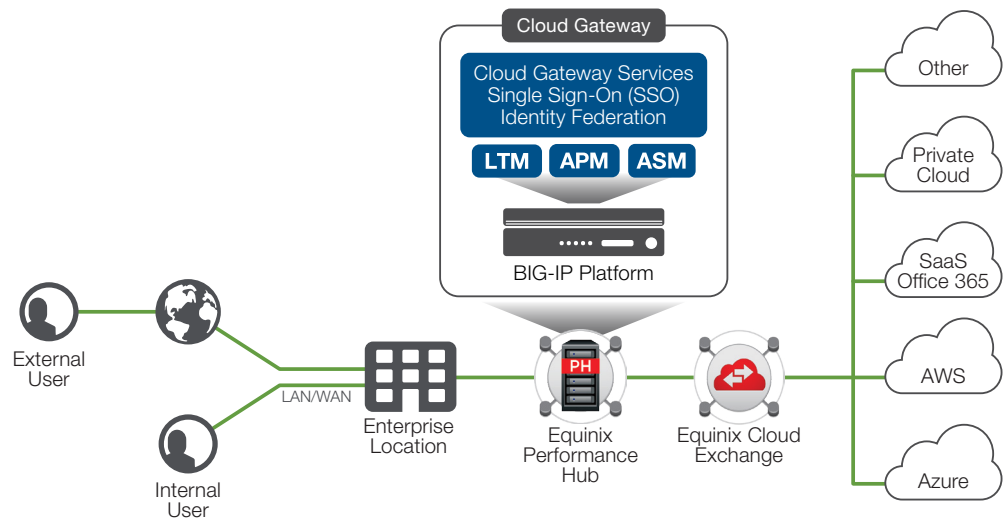 Cloud Gateway
Cloud Gateway Services
Single Sign-On (SSO)
Identity Federation
LTM
APM
ASM
BIG-IP Platform
External
User
Internal
User
LAN/WAN
Enterprise
Location
PH
Equinix
Performance
Hub
Equinix Cloud
Exchange
Other
Private
Cloud
SaaS
Office 365
AWS
Azure